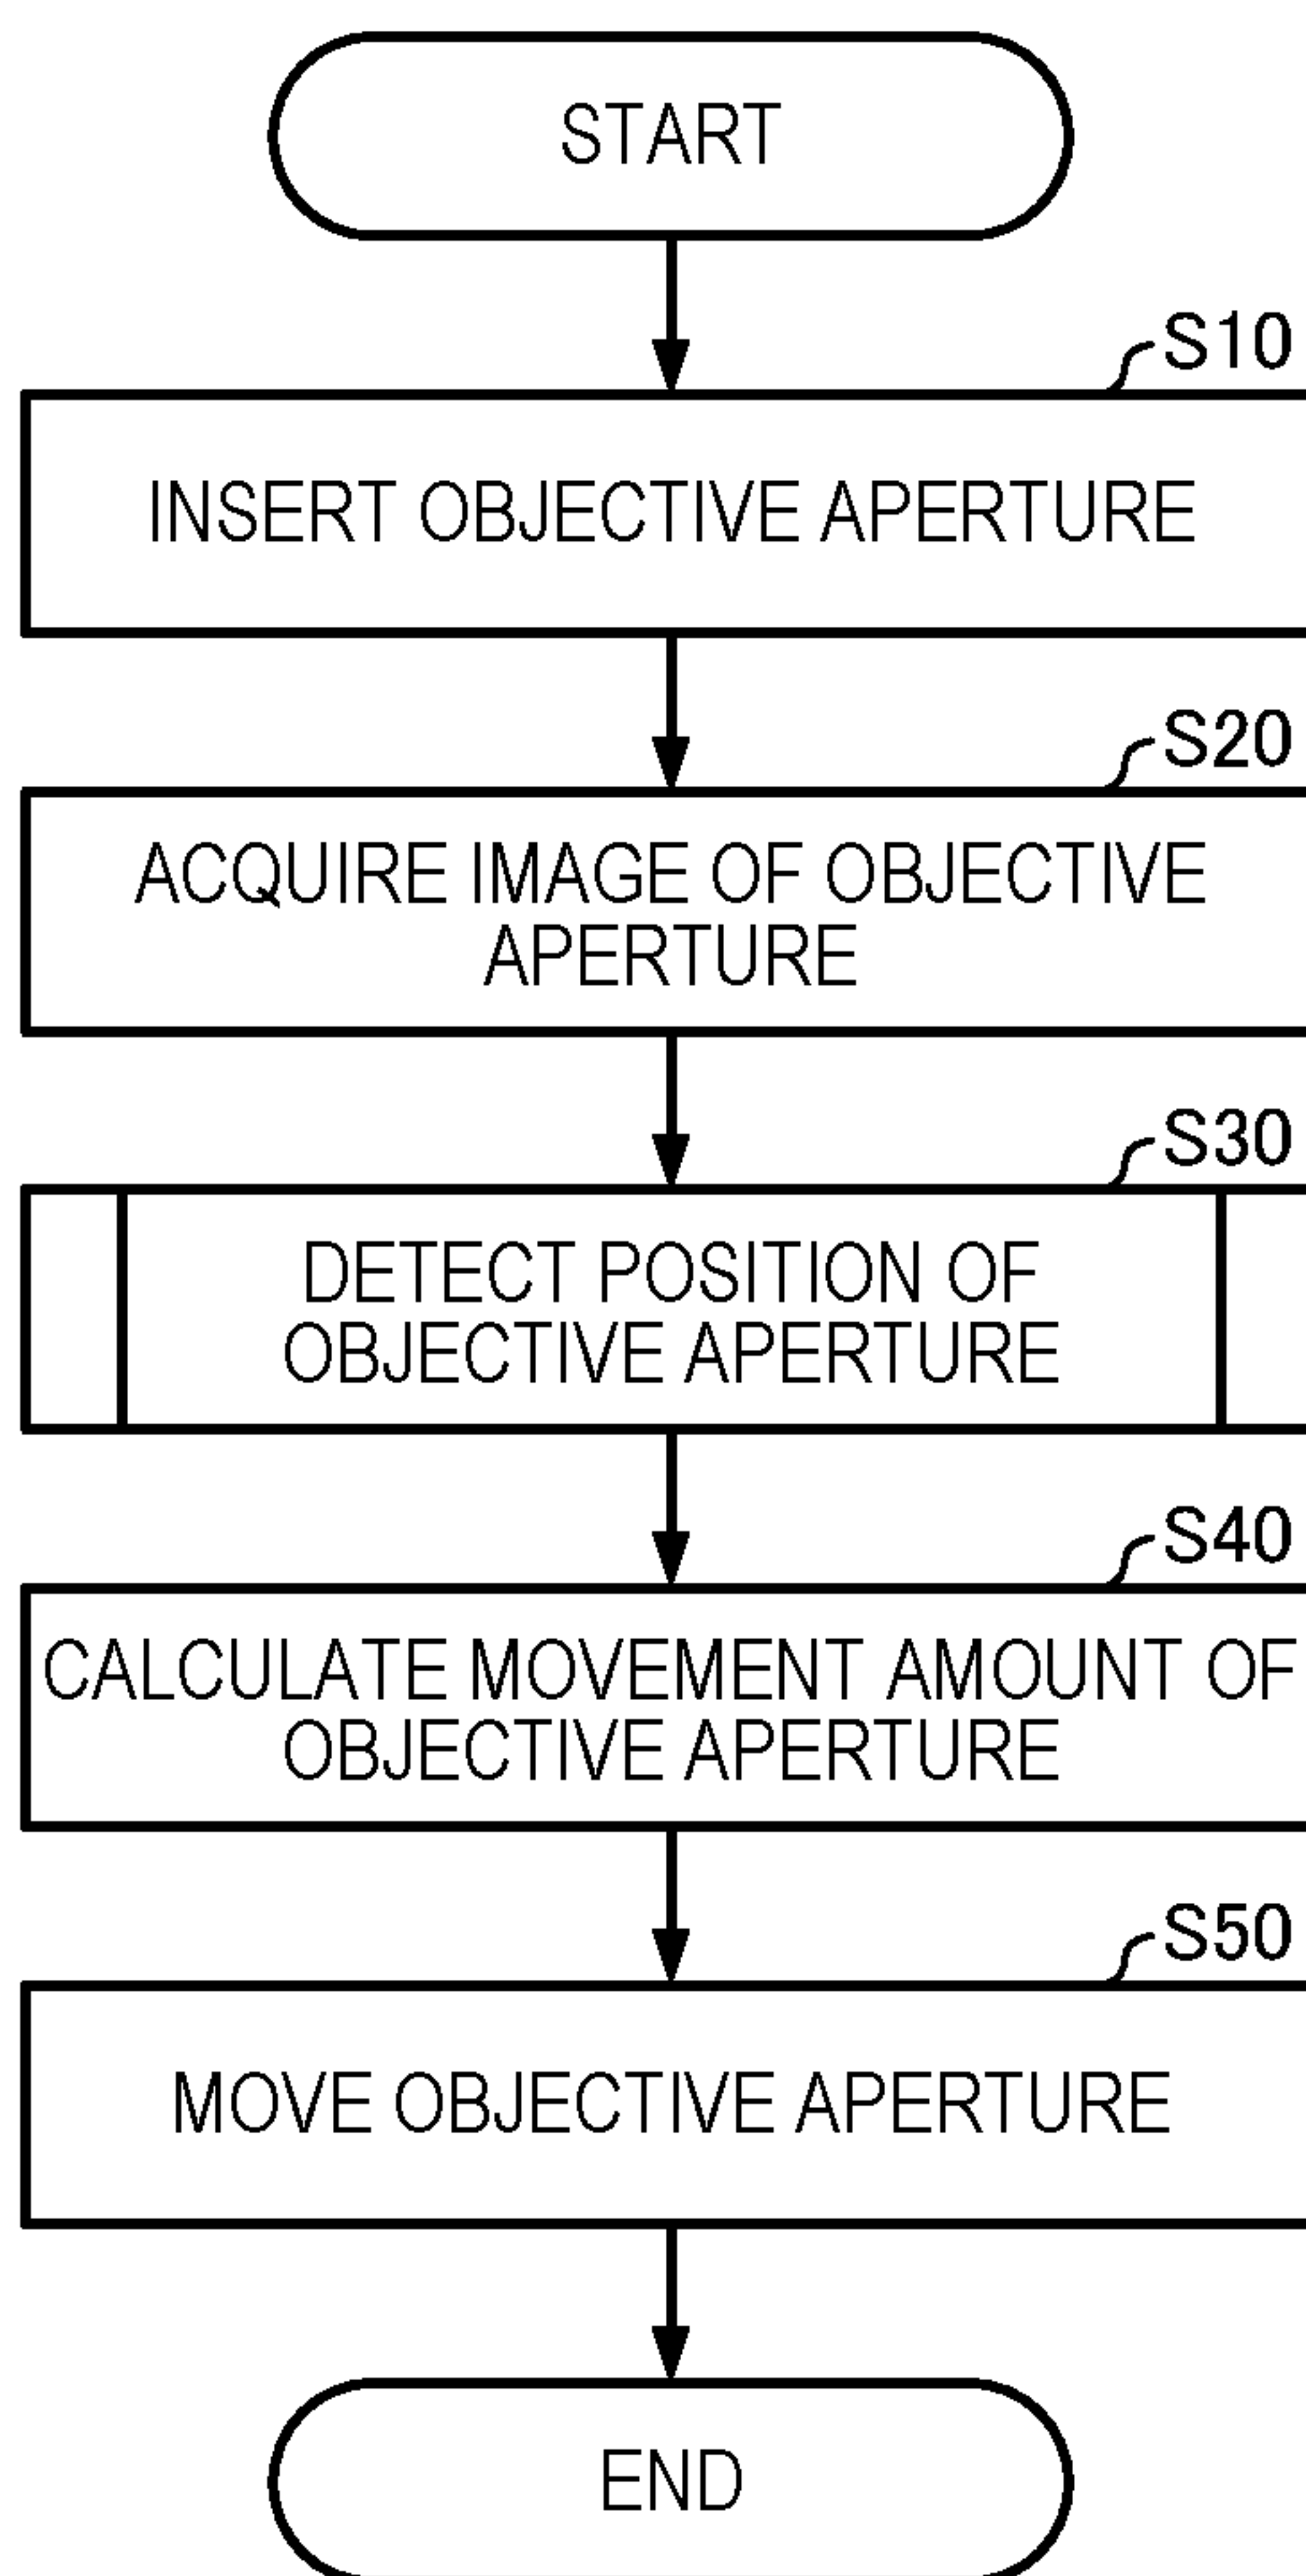 START
S10
INSERT OBJECTIVE APERTURE
S20
ACQUIRE IMAGE OF OBJECTIVE
APERTURE
S30
DETECT POSITION OF
OBJECTIVE APERTURE
S40
CALCULATE MOVEMENT AMOUNT OF
OBJECTIVE APERTURE
S50
MOVE OBJECTIVE APERTURE
END